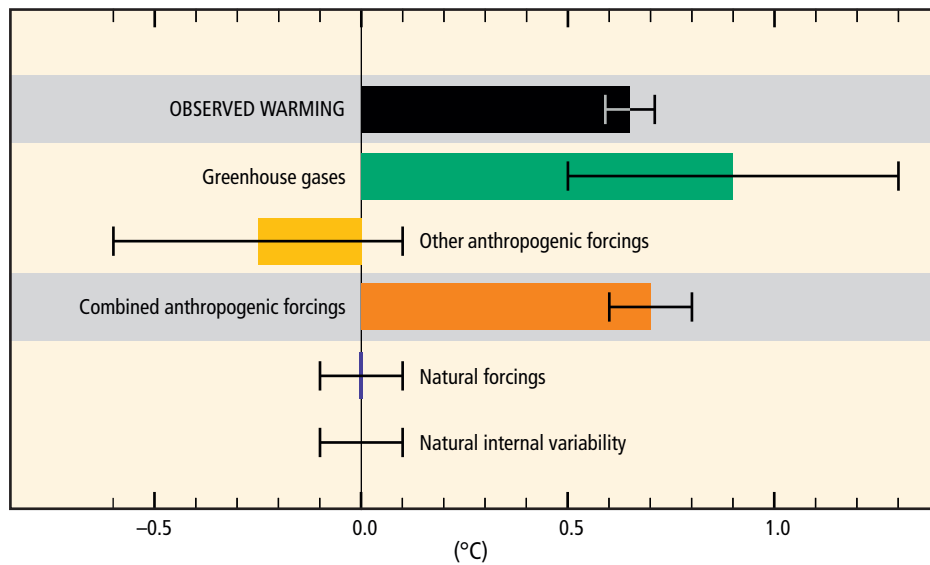 OBSERVED WARMING
Greenhouse gases
Other anthropogenic forcings
Combined anthropogenic forcings
Natural forcings
Natural internal variability
–0.5 0.0 0.5 1.0
(°C)